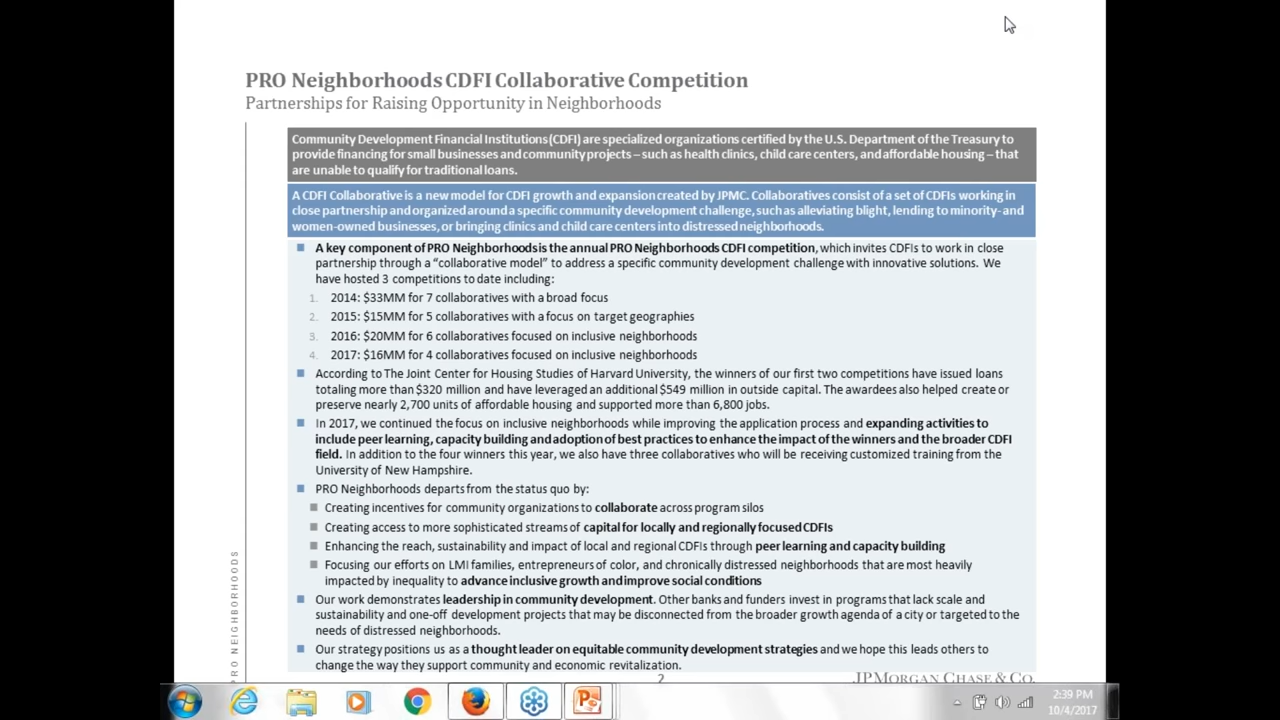 PRO Neighborhoods CDFI Collaborative Competition
Partnerships for Raising Opportunity in Neighborhoods
Community Development Financial Institutions (CDFI) are specialized organizations certified by the U.S. Department of the Treasury to
provide financing for small businesses and community projects – such as health clinics, child care centers, and affordable housing – that
are unable to qualify for traditional loans.
A CDFI Collaborative is a new model for CDFI growth and expansion created by JPMC. Collaboratives consist of a set of CDFIs working in
close partnership and organized around a specific community development challenge, such as alleviating blight, lending to minority- and
women-owned businesses, or bringing clinics and child care centers into distressed neighborhoods.
A key component of PRO Neighborhoods is the annual PRO Neighborhoods CDFI competition, which invites CDFIs to work in close
partnership through a “collaborative model” to address a specific community development challenge with innovative solutions. We
have hosted 3 competitions to date including:
1. 2014: $33MM for 7 collaboratives with a broad focus
2. 2015: $15MM for 5 collaboratives with a focus on target geographies
3. 2016: $20MM for 6 collaboratives focused on inclusive neighborhoods
4. 2017: $16MM for 4 collaboratives focused on inclusive neighborhoods
According to The Joint Center for Housing Studies of Harvard University, the winners of our first two competitions have issued loans
totaling more than $320 million and have leveraged an additional $549 million in outside capital. The awardees also helped create or
preserve nearly 2,700 units of affordable housing and supported more than 6,800 jobs.
In 2017, we continued the focus on inclusive neighborhoods while improving the application process and expanding activities to
include peer learning, capacity building and adoption of best practices to enhance the impact of the winners and the broader CDFI
field. In addition to the four winners this year, we also have three collaboratives who will be receiving customized training from the
University of New Hampshire.
PRO Neighborhoods departs from the status quo by:
Creating incentives for community organizations to collaborate across program silos
Creating access to more sophisticated streams of capital for locally and regionally focused CDFIs
Enhancing the reach, sustainability and impact of local and regional CDFIs through peer learning and capacity building
Focusing our efforts on LMI families, entrepreneurs of color, and chronically distressed neighborhoods that are most heavily
impacted by inequality to advance inclusive growth and improve social conditions
Our work demonstrates leadership in community development. Other banks and funders invest in programs that lack scale and
sustainability and one-off development projects that may be disconnected from the broader growth agenda of a city or targeted to the
needs of distressed neighborhoods.
Our strategy positions us as a thought leader on equitable community development strategies and we hope this leads others to
change the way they support community and economic revitalization.
PRO NEIGHBORHOODS
2
JPMORGAN CHASE & CO.
2:39 PM
10/4/2017